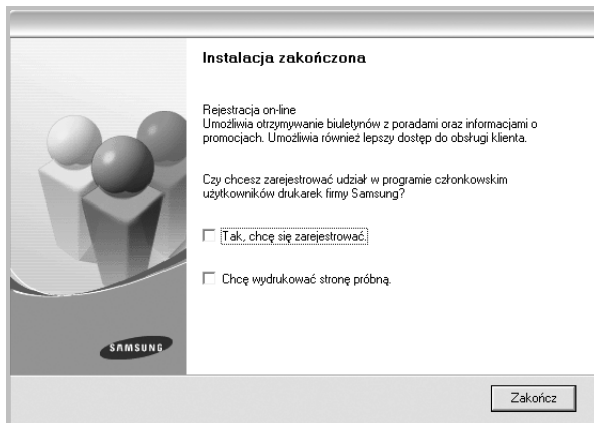 Instalacja zakończona
Rejestracja on-line
Umożliwia otrzymywanie biuletynów z poradami oraz informacjami o
promocjach. Umożliwia również lepszy dostęp do obsługi klienta.
Czy chcesz zarejestrować udział w programie członkowskim
użytkowników drukarek firmy Samsung?
Tak, chcę się zarejestrować.
Chcę wydrukować stronę próbną.
SAMSUNG
Zakończ